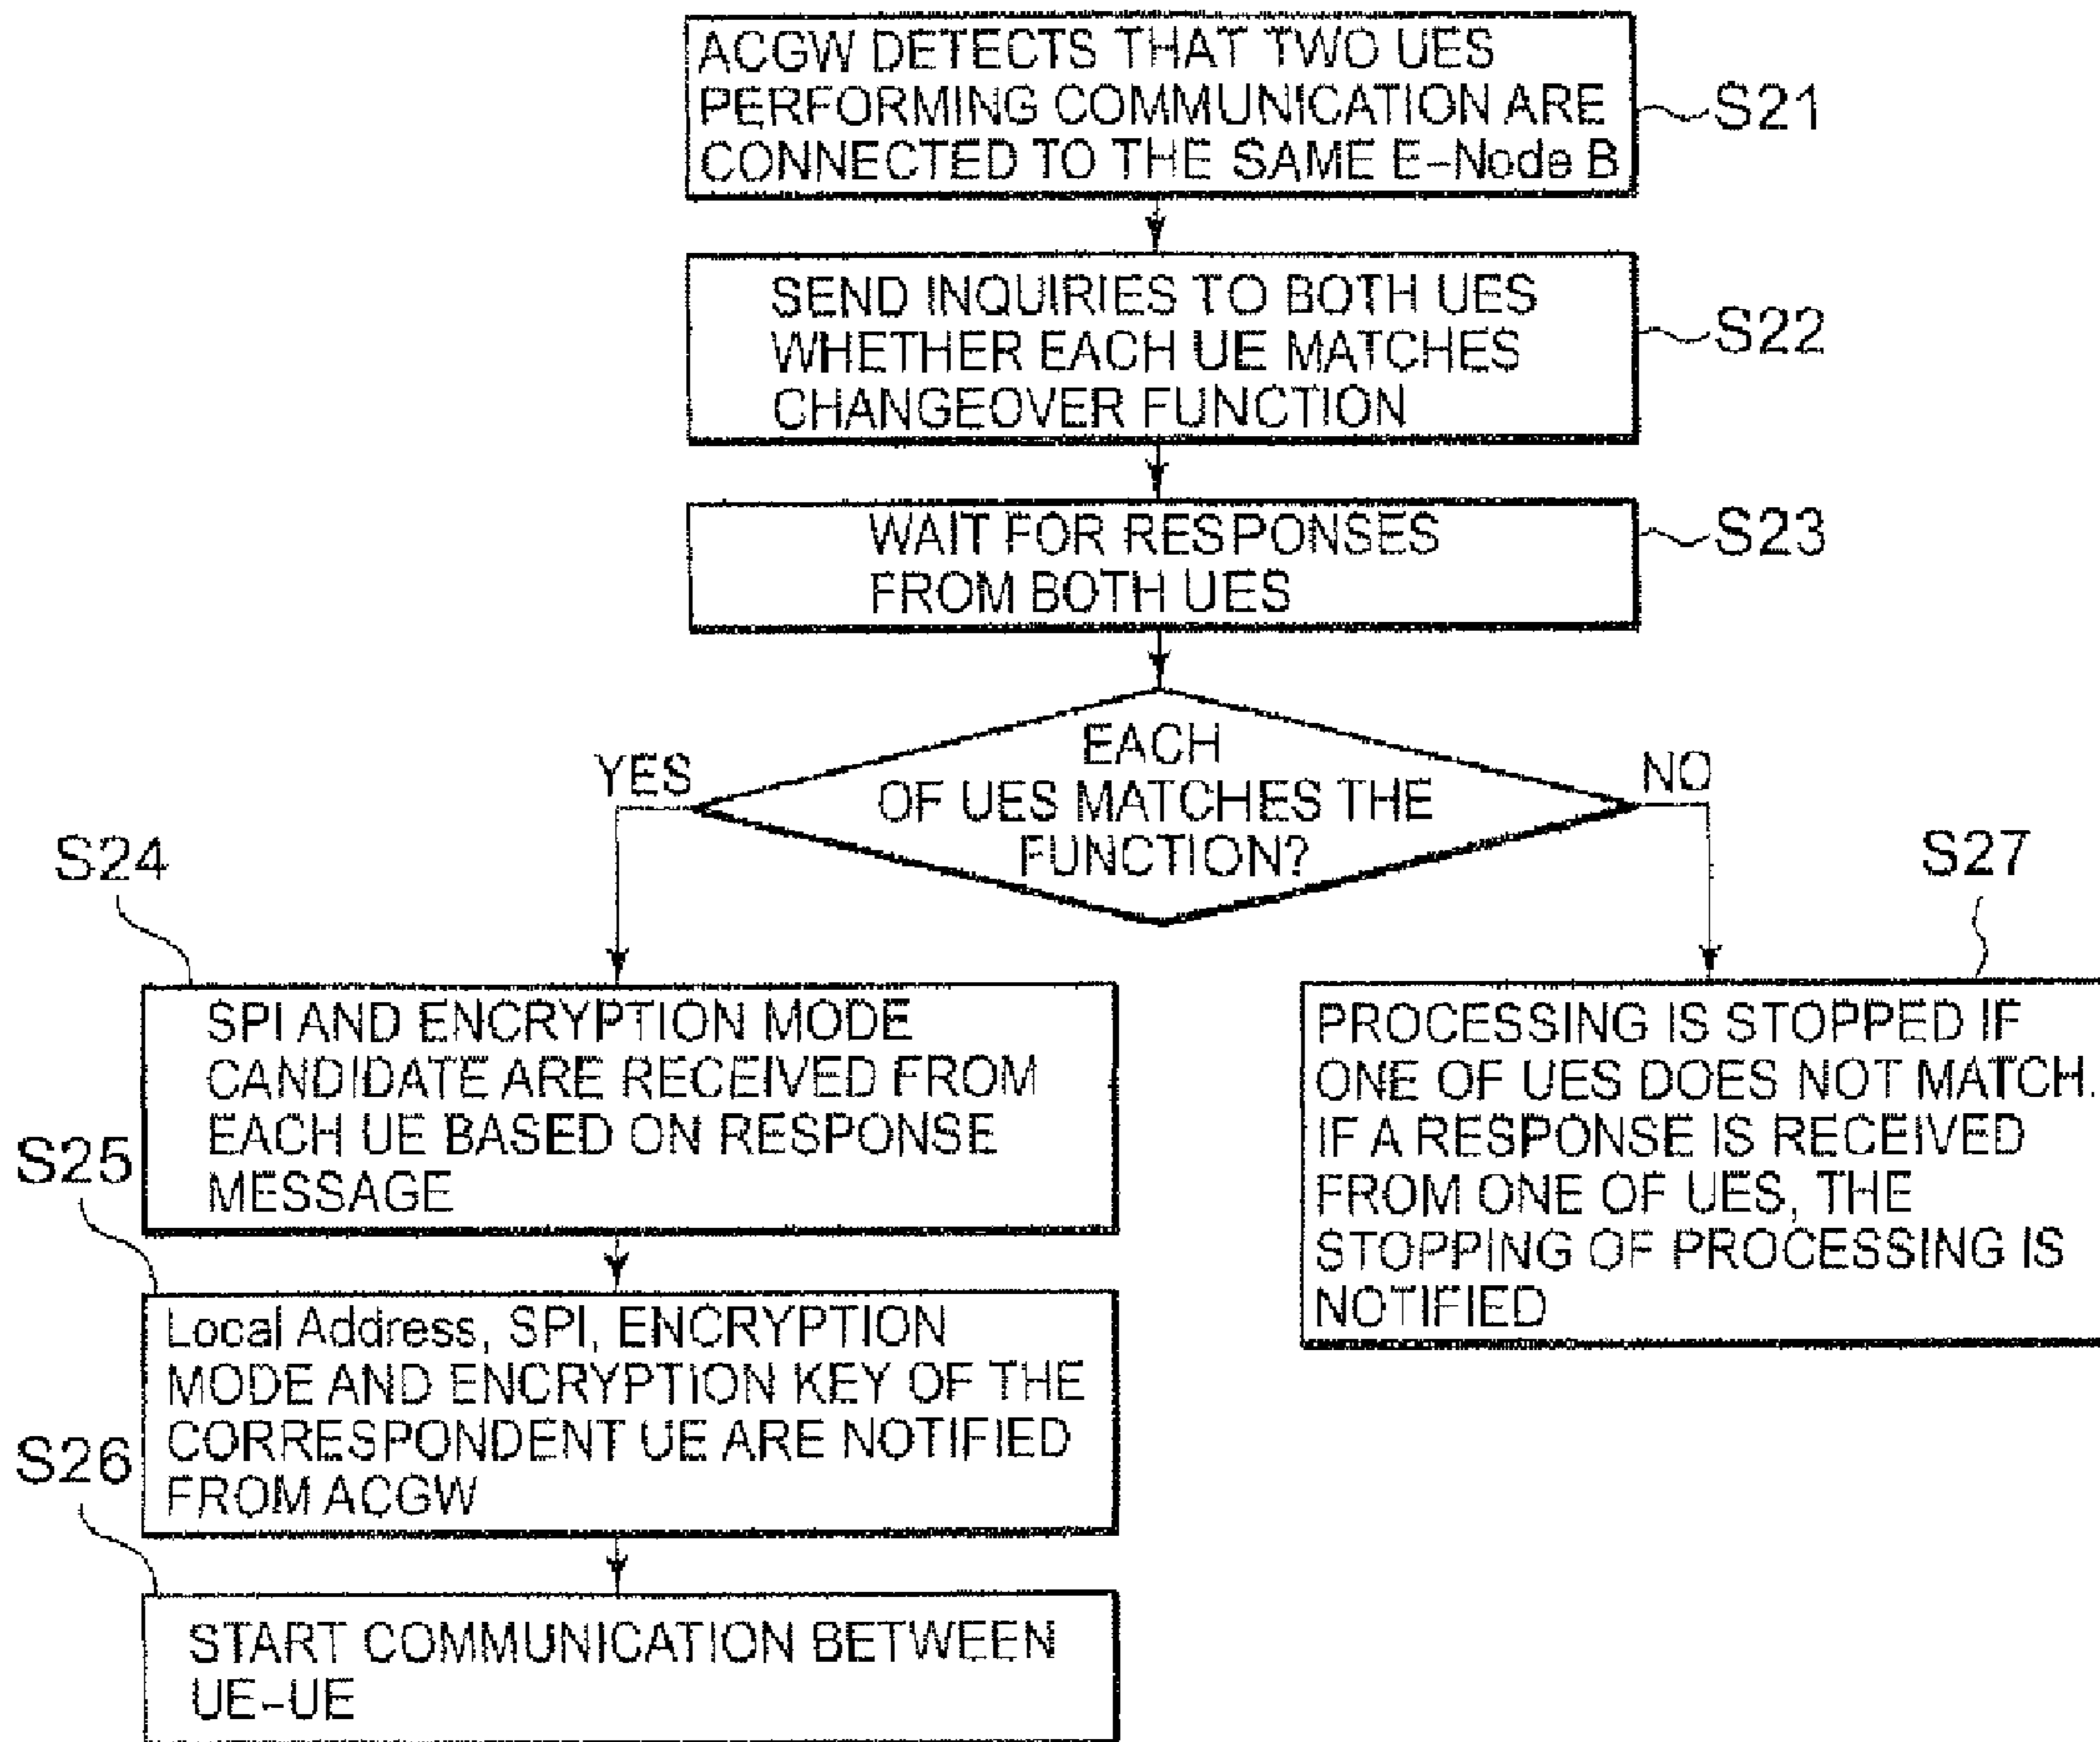 ACGW DETECTS THAT TWO UES
PERFORMING COMMUNICATION ARE
CONNECTED TO THE SAME E-Node B
S21
SEND INQUIRIES TO BOTH UES
WHETHER EACH UE MATCHES
CHANGEOVER FUNCTION
S22
WAIT FOR RESPONSES
FROM BOTH UES
S23
EACH
OF UES MATCHES THE
FUNCTION?
YES
NO
S24
SPI AND ENCRYPTION MODE
CANDIDATE ARE RECEIVED FROM
EACH UE BASED ON RESPONSE
MESSAGE
S27
PROCESSING IS STOPPED IF
ONE OF UES DOES NOT MATCH.
IF A RESPONSE IS RECEIVED
FROM ONE OF UES, THE
STOPPING OF PROCESSING IS
NOTIFIED
S25
Local Address, SPI, ENCRYPTION
MODE AND ENCRYPTION KEY OF THE
CORRESPONDENT UE ARE NOTIFIED
FROM ACGW
S26
START COMMUNICATION BETWEEN
UE-UE